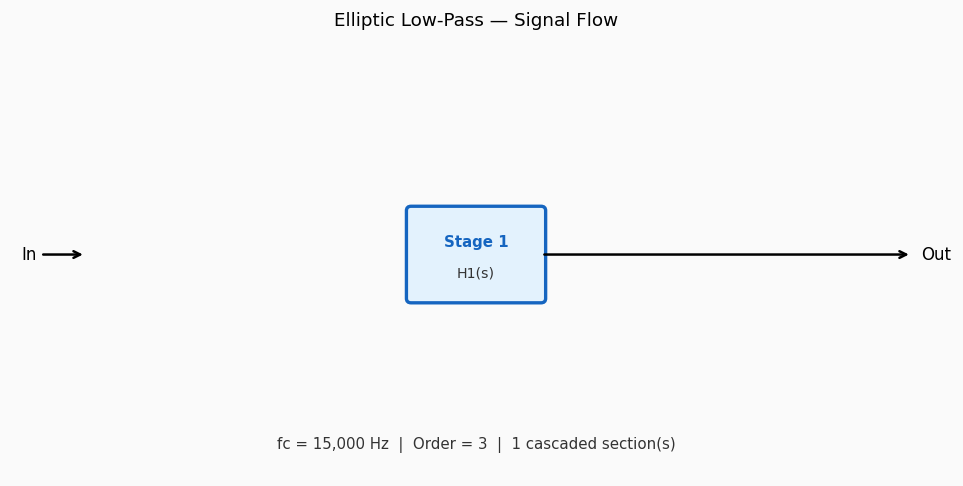 Elliptic Low-Pass — Signal Flow
In
Stage 1
H1(s)
Out
fc = 15,000 Hz  |  Order = 3  |  1 cascaded section(s)